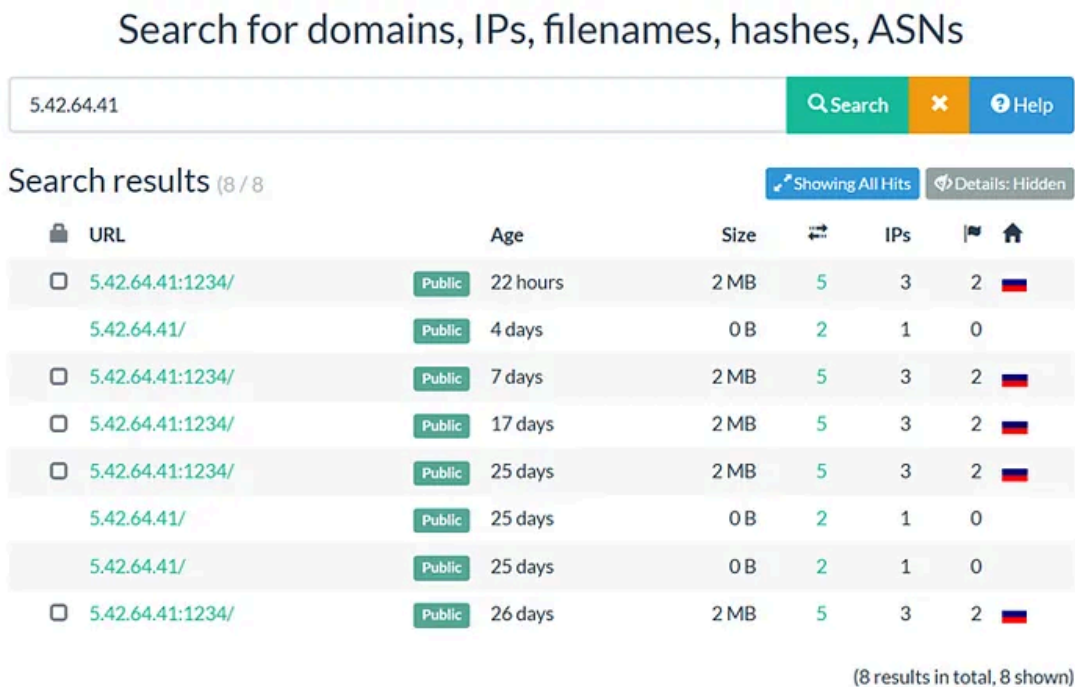 Search for domains, IPs, filenames, hashes, ASNs
5.42.64.41 Search Help
Search results (8 / 8 Showing All Hits Details: Hidden
URL Age Size IPs
5.42.64.41:1234/ Public 22 hours 2 MB 5 3 2
5.42.64.41/ Public 4 days 0 B 2 1 0
5.42.64.41:1234/ Public 7 days 2 MB 5 3 2
5.42.64.41:1234/ Public 17 days 2 MB 5 3 2
5.42.64.41:1234/ Public 25 days 2 MB 5 3 2
5.42.64.41/ Public 25 days 0 B 2 1 0
5.42.64.41/ Public 25 days 0 B 2 1 0
5.42.64.41:1234/ Public 26 days 2 MB 5 3 2
(8 results in total, 8 shown)